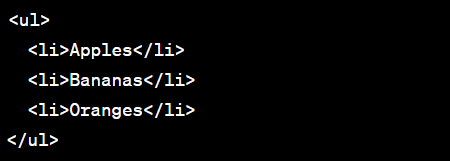 <ul>
  <li>Apples</li>
  <li>Bananas</li>
  <li>Oranges</li>
</ul>